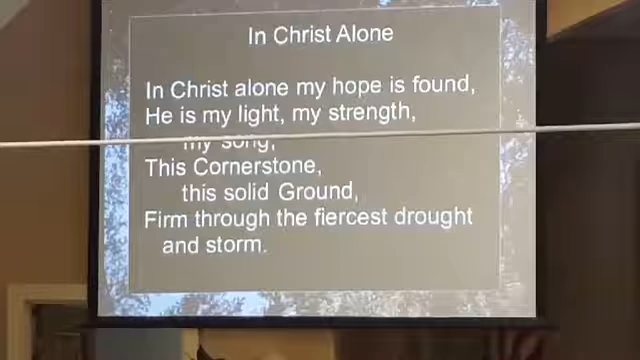 In Christ Alone
In Christ alone my hope is found,
He is my light, my strength,
my song,
This Cornerstone,
this solid Ground,
Firm through the fiercest drought
and storm.